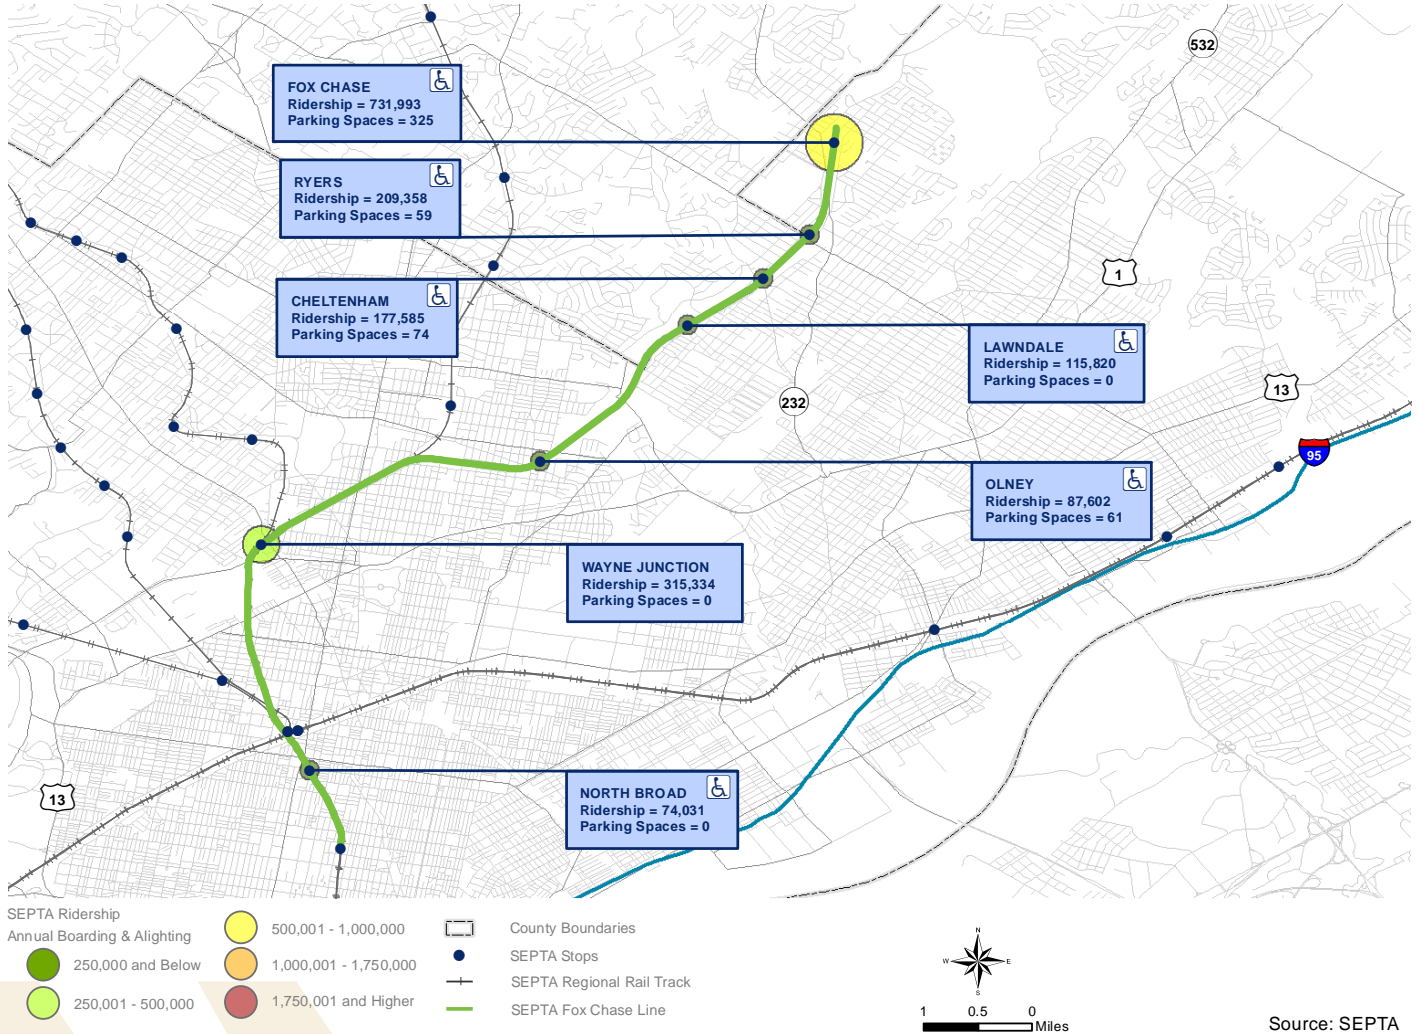 532
FOX CHASE
Ridership = 731,993
Parking Spaces = 325
RYERS
Ridership = 209,358
Parking Spaces = 59
1
CHELTENHAM
Ridership = 177,585
Parking Spaces = 74
LAWNDALE
Ridership = 115,820
Parking Spaces = 0
13
232
95
OLNEY
Ridership = 87,602
Parking Spaces = 61
WAYNE JUNCTION
Ridership = 315,334
Parking Spaces = 0
13
NORTH BROAD
Ridership = 74,031
Parking Spaces = 0
SEPTA Ridership
Annual Boarding & Alighting
250,000 and Below
250,001 - 500,000
500,001 - 1,000,000
1,000,001 - 1,750,000
1,750,001 and Higher
County Boundaries
SEPTA Stops
SEPTA Regional Rail Track
SEPTA Fox Chase Line
N
W
E
S
1 0.5 0
Miles
Source: SEPTA